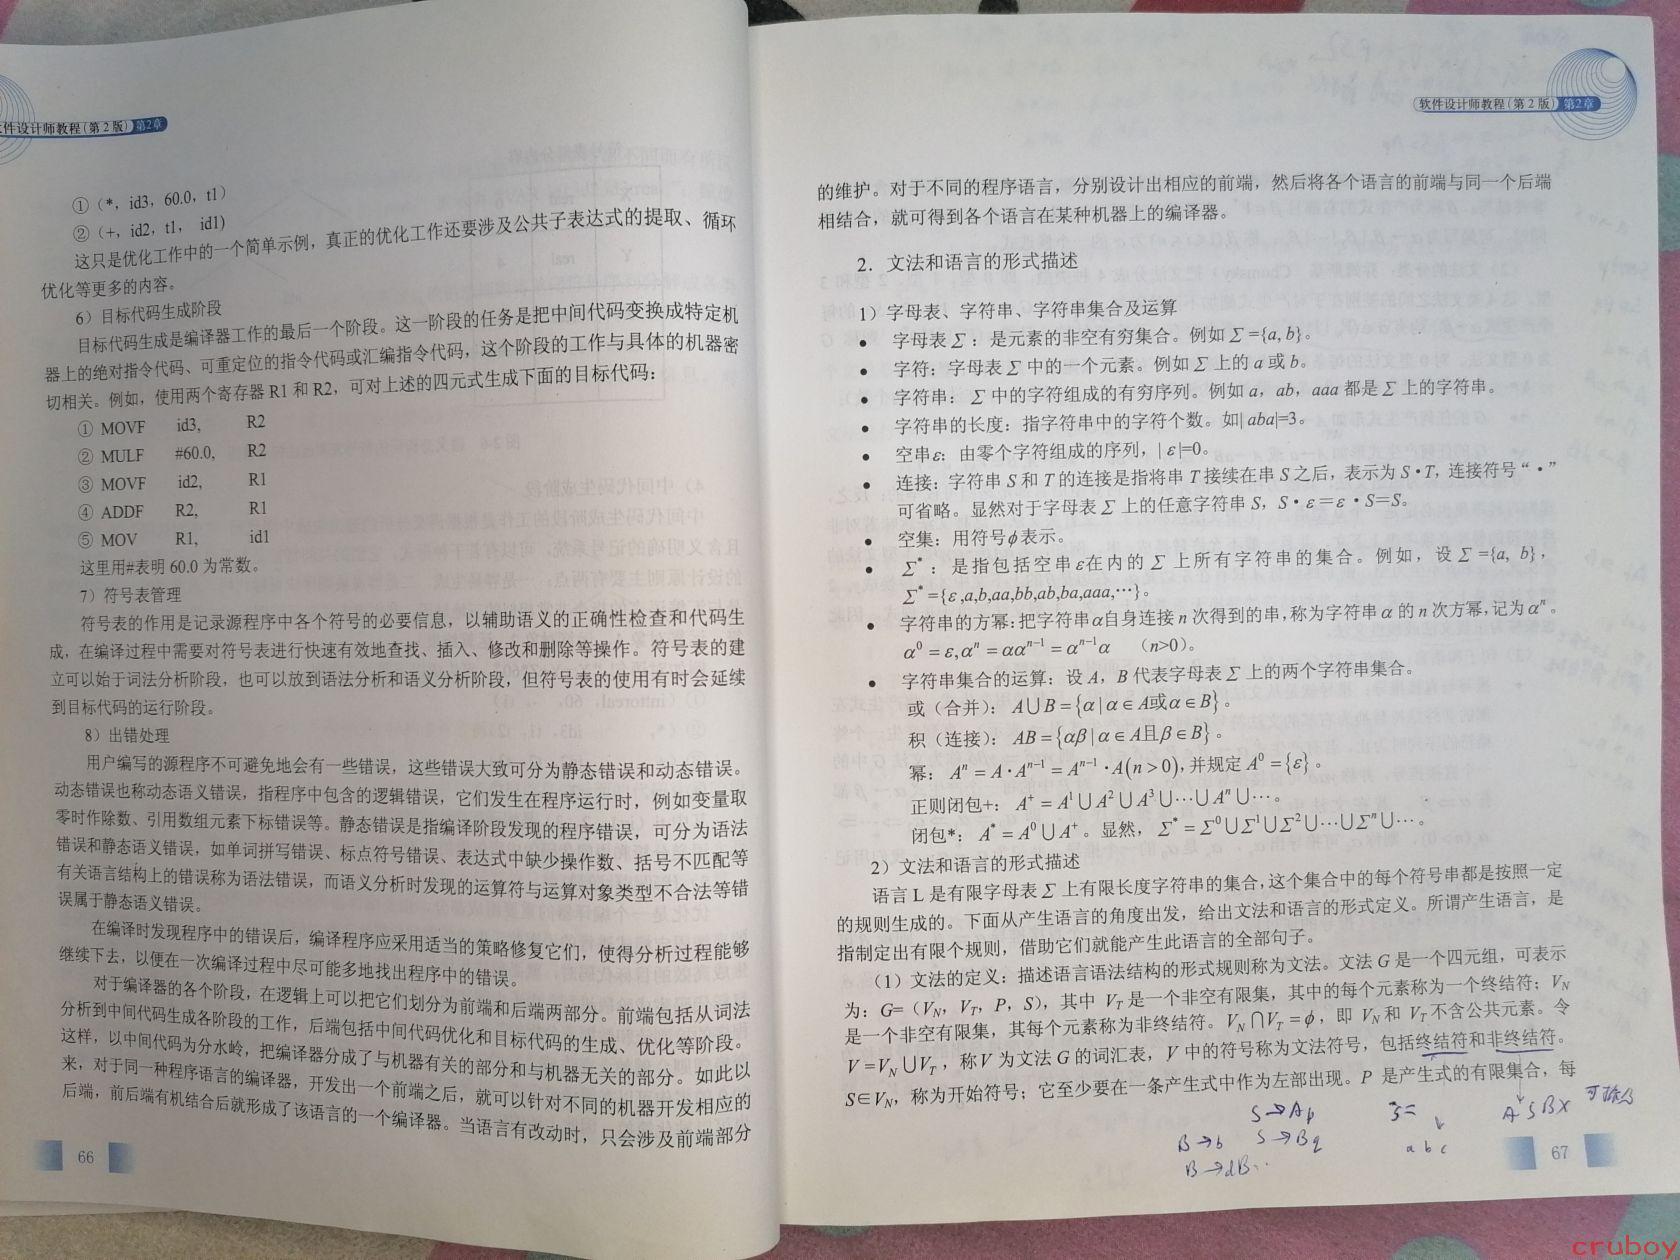 件设计师教程(第2版) 第2章
①(*, id3, 60.0, t1)
②(+, id2, t1, id1)
这只是优化工作中的一个简单示例，真正的优化工作还要涉及公共子表达式的提取、循环
优化等更多的内容。
6）目标代码生成阶段
目标代码生成是编译器工作的最后一个阶段。这一阶段的任务是把中间代码变换成特定机
器上的绝对指令代码、可重定位的指令代码或汇编指令代码，这个阶段的工作与具体的机器密
切相关。例如，使用两个寄存器 R1 和 R2，可对上述的四元式生成下面的目标代码：
① MOVF id3, R2
② MULF #60.0, R2
③ MOVF id2, R1
④ ADDF R2, R1
⑤ MOV R1, id1
这里用#表明 60.0 为常数。
7）符号表管理
符号表的作用是记录源程序中各个符号的必要信息，以辅助语义的正确性检查和代码生
成，在编译过程中需要对符号表进行快速有效地查找、插入、修改和删除等操作。符号表的建
立可以始于词法分析阶段，也可以放到语法分析和语义分析阶段，但符号表的使用有时会延续
到目标代码的运行阶段。
8）出错处理
用户编写的源程序不可避免地会有一些错误，这些错误大致可分为静态错误和动态错误。
动态错误也称动态语义错误，指程序中包含的逻辑错误，它们发生在程序运行时，例如变量取
零时作除数、引用数组元素下标错误等。静态错误是指编译阶段发现的程序错误，可分为语法
错误和静态语义错误，如单词拼写错误、标点符号错误、表达式中缺少操作数、括号不匹配等
有关语言结构上的错误称为语法错误，而语义分析时发现的运算符与运算对象类型不合法等错
误属于静态语义错误。
在编译时发现程序中的错误后，编译程序应采用适当的策略修复它们，使得分析过程能够
继续下去，以便在一次编译过程中尽可能多地找出程序中的错误。
对于编译器的各个阶段，在逻辑上可以把它们划分为前端和后端两部分。前端包括从词法
分析到中间代码生成各阶段的工作，后端包括中间代码优化和目标代码的生成、优化等阶段。
这样，以中间代码为分水岭，把编译器分成了与机器有关的部分和与机器无关的部分。如此以
来，对于同一种程序语言的编译器，开发出一个前端之后，就可以针对不同的机器开发相应的
后端，前后端有机结合后就形成了该语言的一个编译器。当语言有改动时，只会涉及前端部分
66
软件设计师教程(第2版) 第2章
的维护。对于不同的程序语言，分别设计出相应的前端，然后将各个语言的前端与同一个后端
相结合，就可得到各个语言在某种机器上的编译器。
2．文法和语言的形式描述
1）字母表、字符串、字符串集合及运算
• 字母表∑：是元素的非空有穷集合。例如∑={a, b}。
• 字符：字母表∑中的一个元素。例如∑上的 a 或 b。
• 字符串：∑中的字符组成的有穷序列。例如 a，ab，aaa 都是∑上的字符串。
• 字符串的长度：指字符串中的字符个数。如| aba|=3。
• 空串ε：由零个字符组成的序列，| ε|=0。
• 连接：字符串 S 和 T 的连接是指将串 T 接续在串 S 之后，表示为 S·T，连接符号“·”
可省略。显然对于字母表∑上的任意字符串 S，S·ε＝ε·S＝S。
• 空集：用符号ϕ表示。
• ∑*：是指包括空串ε在内的∑上所有字符串的集合。例如，设∑={a, b}，
∑*={ε,a,b,aa,bb,ab,ba,aaa,⋯}。
• 字符串的方幂：把字符串α自身连接 n 次得到的串，称为字符串α的 n 次方幂，记为αⁿ。
α⁰ = ε,αⁿ = ααⁿ⁻¹ = αⁿ⁻¹α （n>0）。
• 字符串集合的运算：设 A，B 代表字母表∑上的两个字符串集合。
或（合并）：A∪B = {α | α ∈ A或α ∈ B}。
积（连接）：AB = {αβ | α ∈ A且β ∈ B}。
幂：Aⁿ = A·Aⁿ⁻¹ = Aⁿ⁻¹·A(n > 0),并规定A⁰ = {ε}。
正则闭包+：A⁺ = A¹∪A²∪A³∪⋯∪Aⁿ∪⋯。
闭包*：A* = A⁰∪A⁺。显然，∑* = ∑⁰∪∑¹∪∑²∪⋯∪∑ⁿ∪⋯。
2）文法和语言的形式描述
语言 L 是有限字母表∑上有限长度字符串的集合，这个集合中的每个符号串都是按照一定
的规则生成的。下面从产生语言的角度出发，给出文法和语言的形式定义。所谓产生语言，是
指制定出有限个规则，借助它们就能产生此语言的全部句子。
（1）文法的定义：描述语言语法结构的形式规则称为文法。文法 G 是一个四元组，可表示
为：G=（V_N，V_T，P，S），其中 V_T 是一个非空有限集，其中的每个元素称为一个终结符；V_N
是一个非空有限集，其每个元素称为非终结符。V_N∩V_T=ϕ，即 V_N 和 V_T 不含公共元素。令
V=V_N∪V_T，称 V 为文法 G 的词汇表，V 中的符号称为文法符号，包括终结符和非终结符。
S∈V_N，称为开始符号；它至少要在一条产生式中作为左部出现。P 是产生式的有限集合，每
S→Ap
S→Bq
B→b
B→dB..
S=
a b c
A S B X
67
cruboy